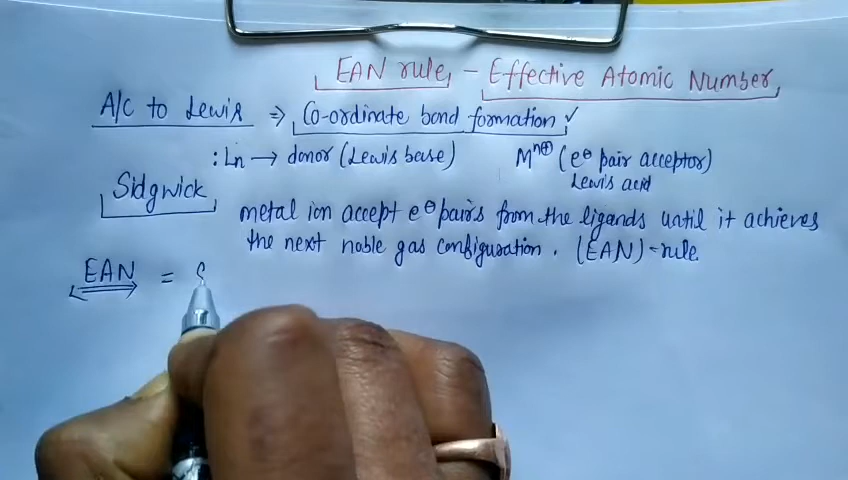 EAN rule - Effective Atomic Number
A/C to Lewis => Co-ordinate bond formation ✓
:Ln → donor (Lewis base) Mⁿ⊕ (e⊖ pair acceptor)
Lewis acid
Sidgwick
metal ion accept e⊖ pairs from the ligands until it achieves
the next noble gas configuration. (EAN)-rule
EAN =